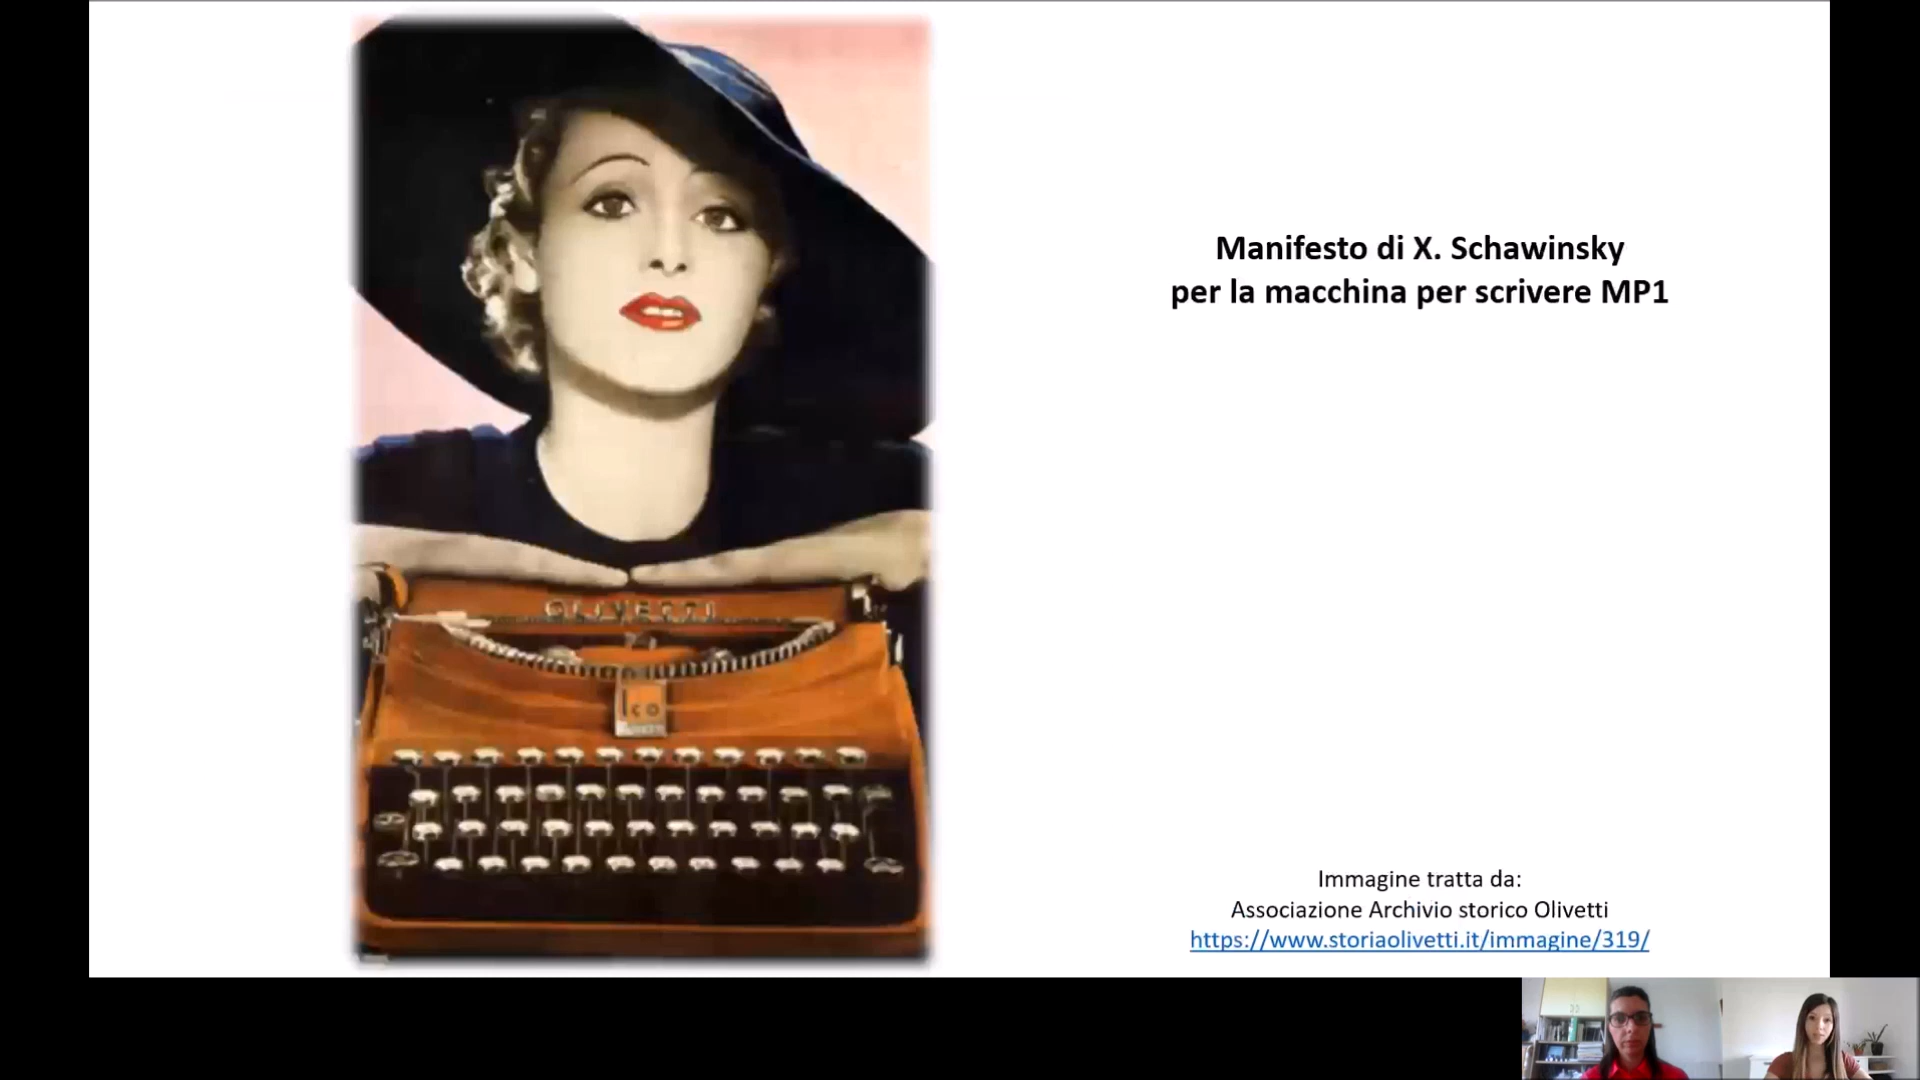 Manifesto di X. Schawinsky
per la macchina per scrivere MP1
OLIVETTI
ICO
Immagine tratta da:
Associazione Archivio storico Olivetti
https://www.storiaolivetti.it/immagine/319/